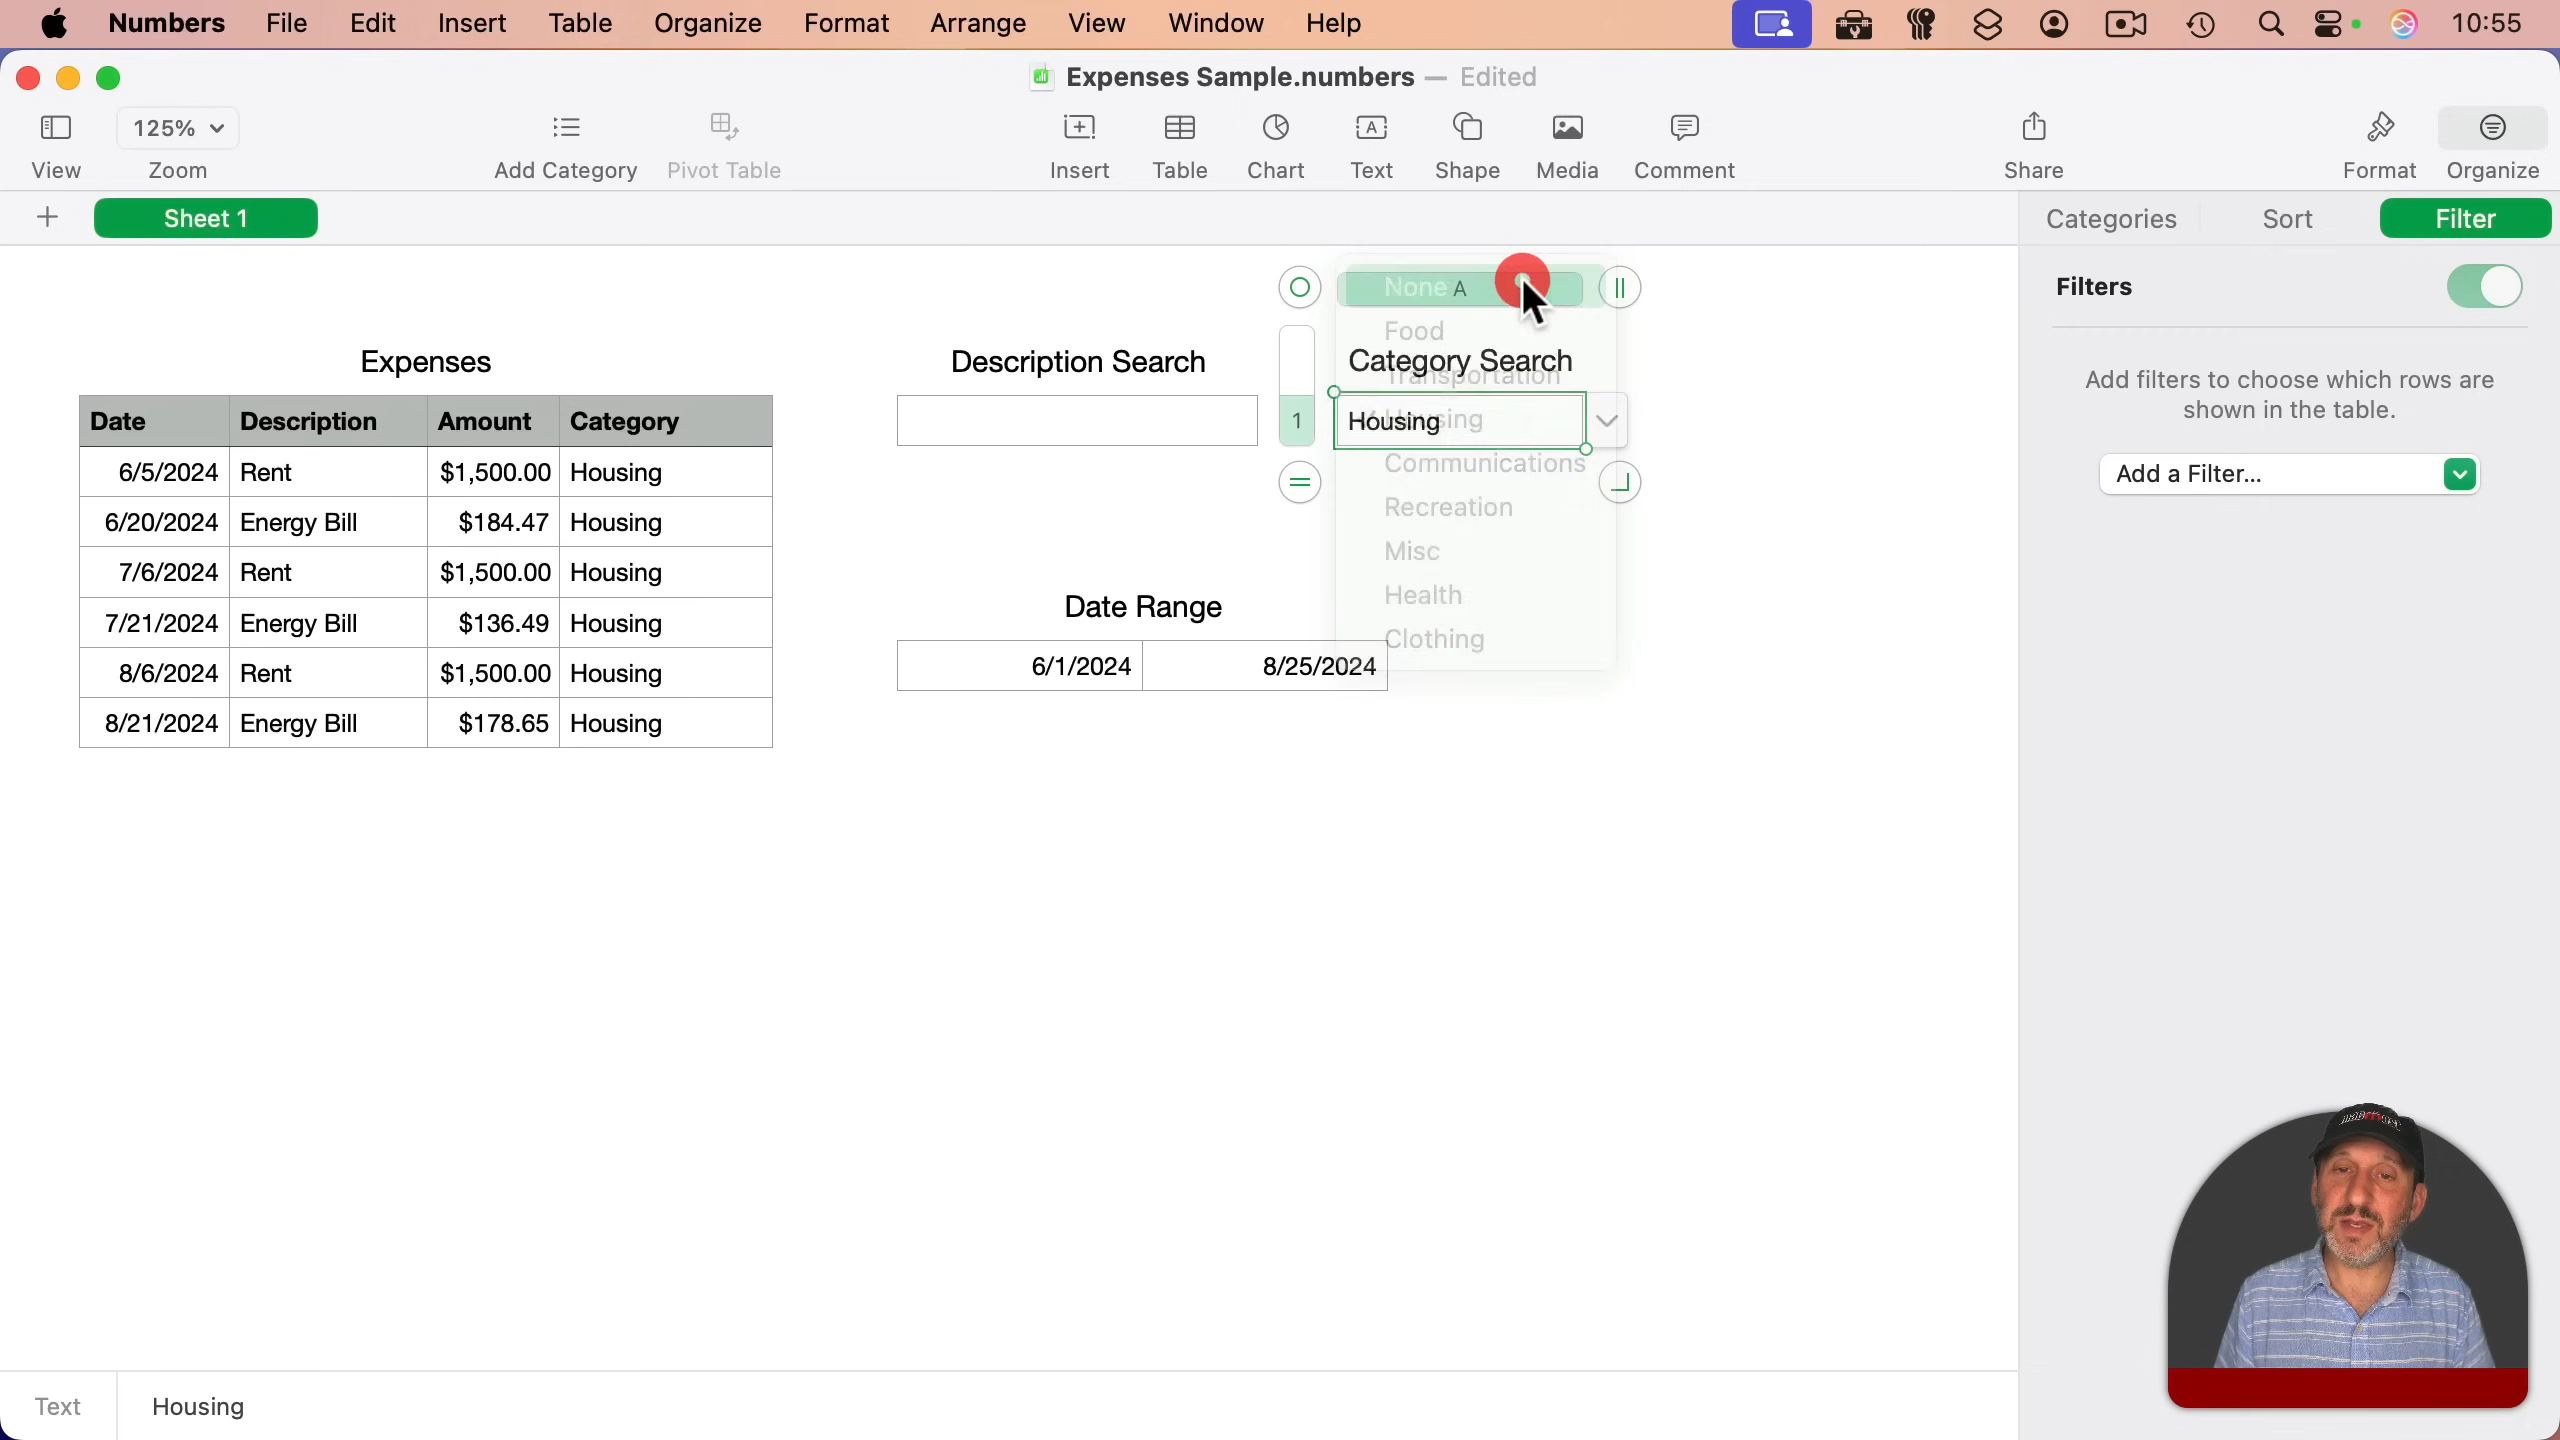 Numbers File Edit Insert Table Organize Format Arrange View Window Help 10:55
Expenses Sample.numbers — Edited
125%
View Zoom Add Category Pivot Table Insert Table Chart Text Shape Media Comment Share Format Organize
Sheet 1
Categories Sort Filter
Filters
Add filters to choose which rows are
shown in the table.
Add a Filter...
Expenses
Date Description Amount Category
6/5/2024 Rent $1,500.00 Housing
6/20/2024 Energy Bill $184.47 Housing
7/6/2024 Rent $1,500.00 Housing
7/21/2024 Energy Bill $136.49 Housing
8/6/2024 Rent $1,500.00 Housing
8/21/2024 Energy Bill $178.65 Housing
Description Search
Date Range
6/1/2024 8/25/2024
A
Category Search
1
Housing
None
Food
Transportation
Housing
Communications
Recreation
Misc
Health
Clothing
Text Housing